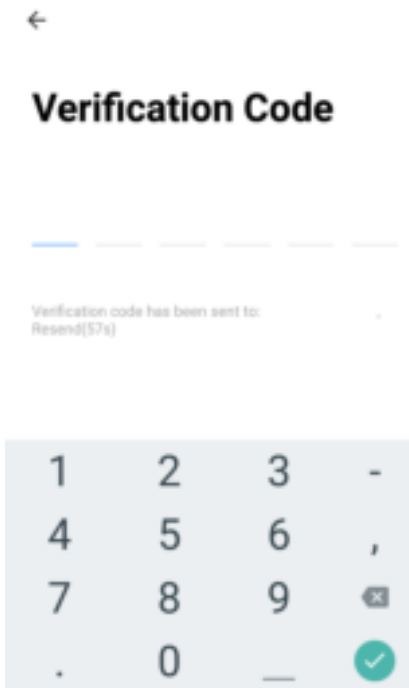 Verification Code
Verification code has been sent to:
Resend(57s)
1 2 3 -
4 5 6 ,
7 8 9
. 0 _